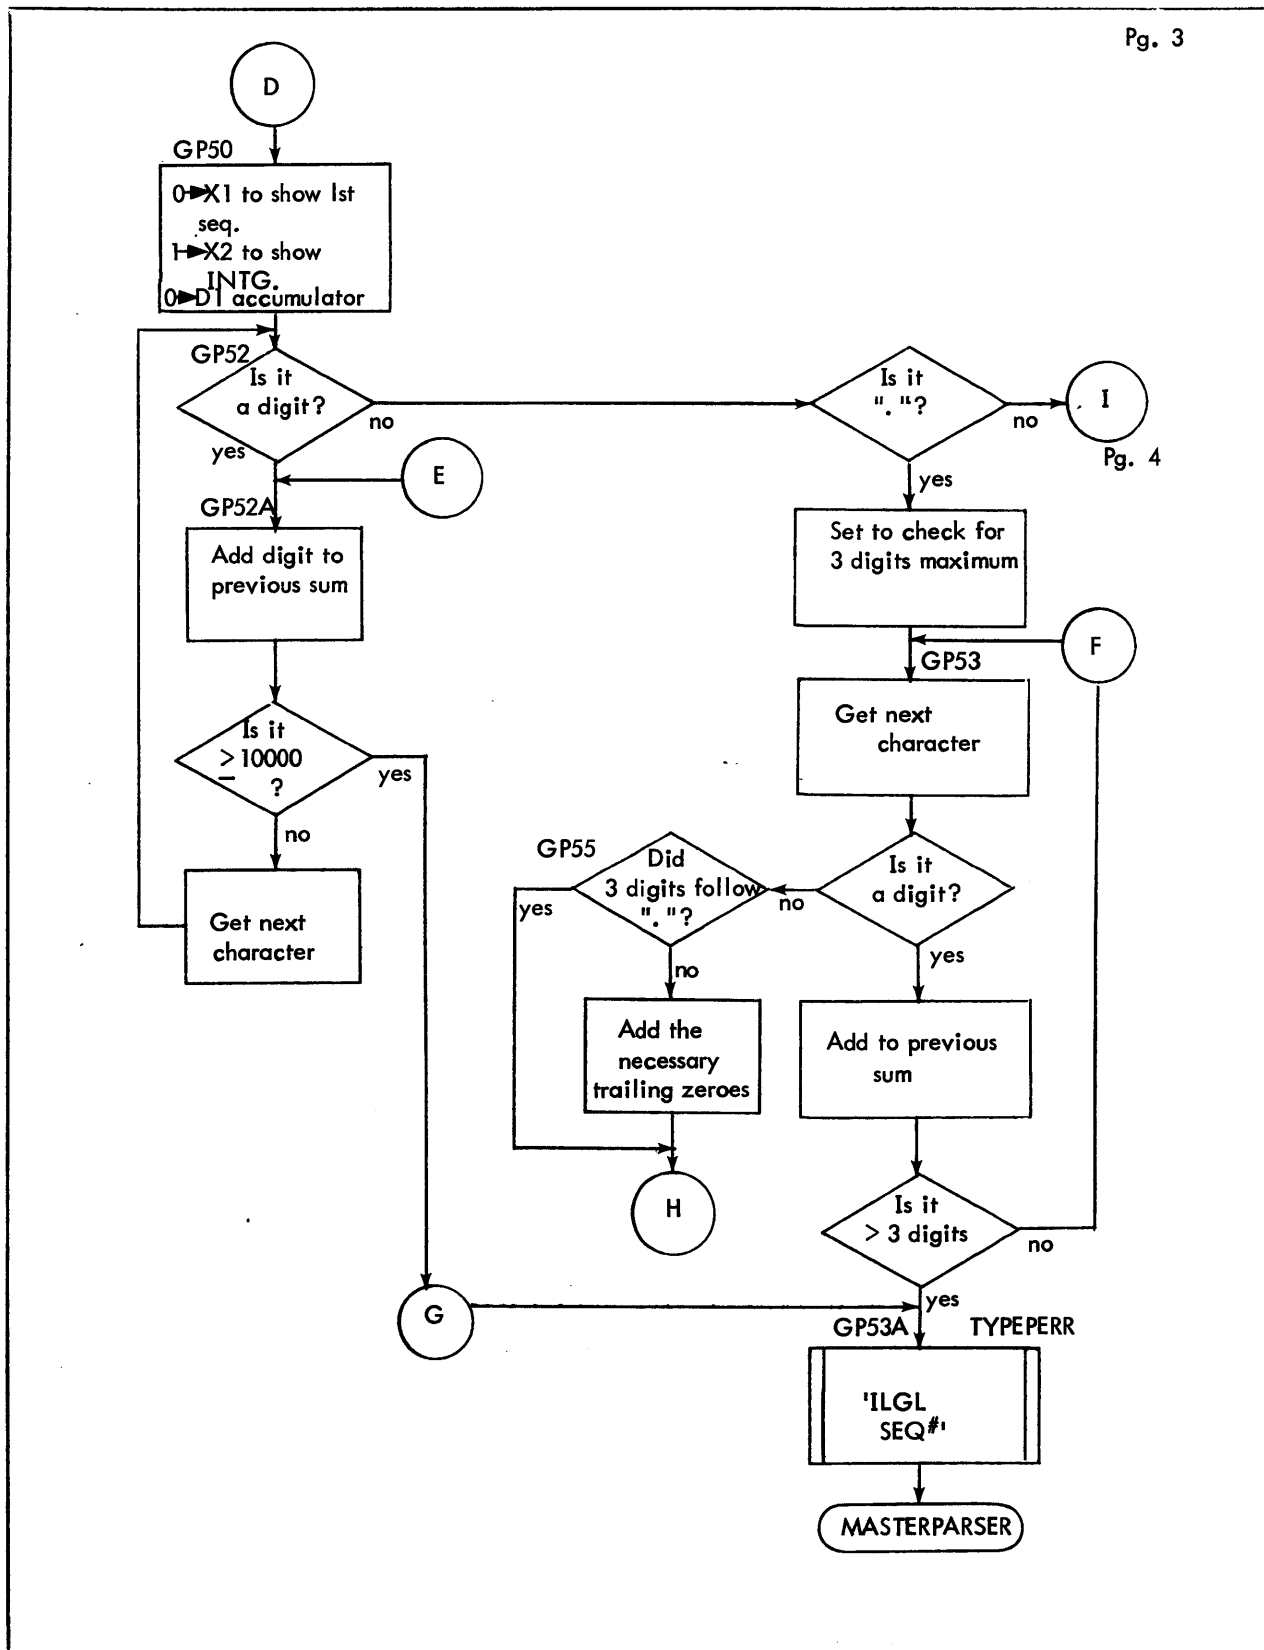 Pg. 3
D
GP50
0→X1 to show 1st
seq.
1→X2 to show
INTG.
0→D1 accumulator
GP52
Is it
a digit?
no
yes
Is it
"."?
no
I
Pg. 4
yes
E
GP52A
Add digit to
previous sum
Set to check for
3 digits maximum
F
GP53
Get next
character
Is it
≥ 10000
?
yes
no
Get next
character
GP55
Did
3 digits follow
"."?
yes
no
Is it
a digit?
no
yes
Add the
necessary
trailing zeroes
Add to previous
sum
H
Is it
> 3 digits
no
yes
G
GP53A
TYPEPERR
'ILGL
SEQ#'
MASTERPARSER